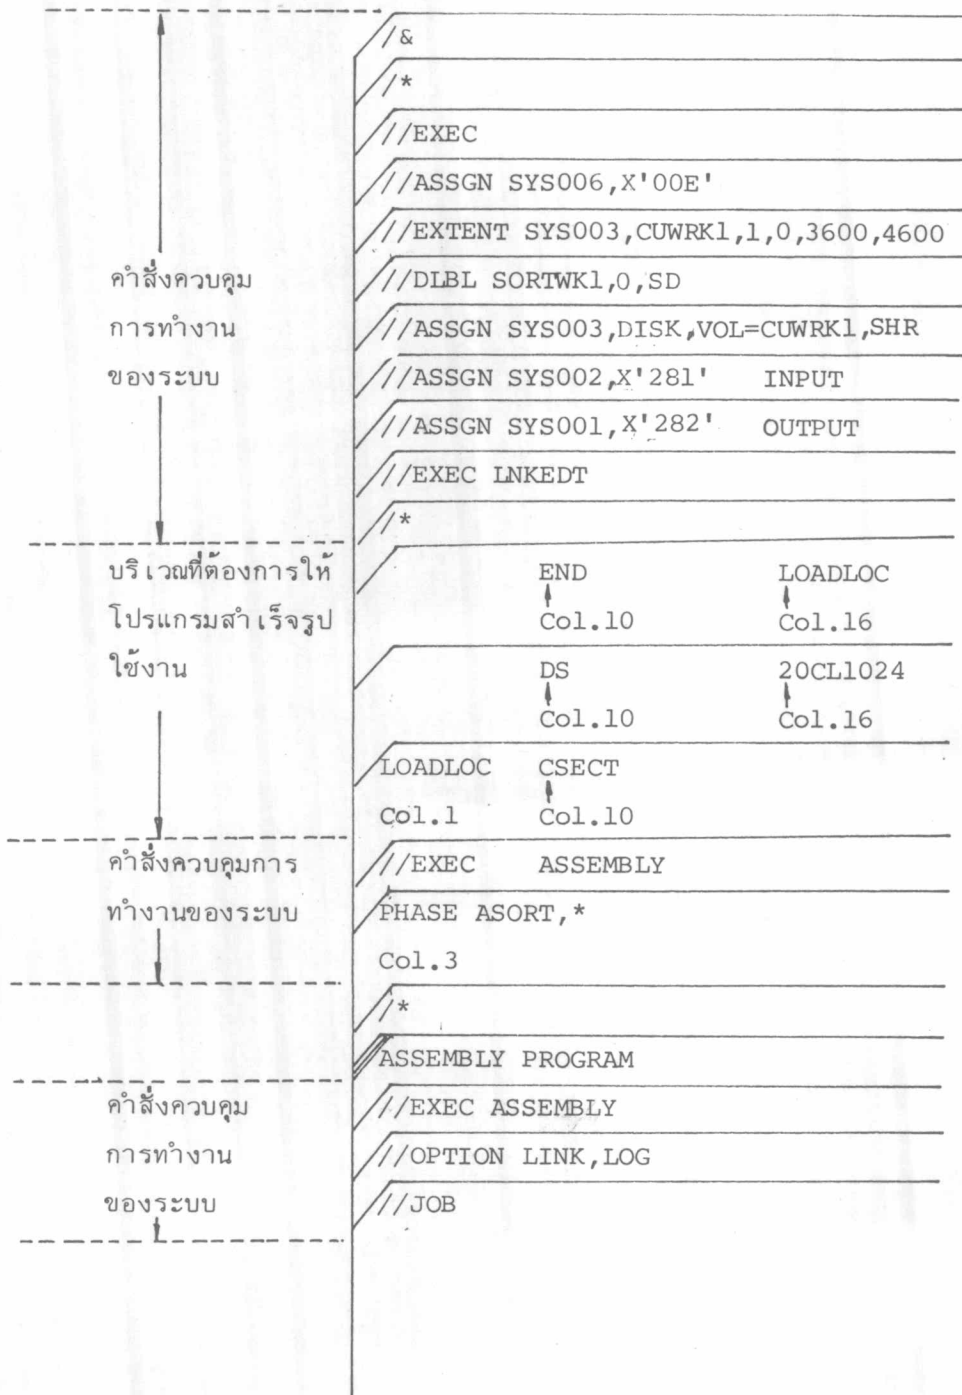 /&
/*
//EXEC
//ASSGN SYS006,X'00E'
//EXTENT SYS003,CUWRK1,1,0,3600,4600
คำสั่งควบคุม
//DLBL SORTWK1,0,SD
การทำงาน
//ASSGN SYS003,DISK,VOL=CUWRK1,SHR
ของระบบ
//ASSGN SYS002,X'281' INPUT
//ASSGN SYS001,X'282' OUTPUT
//EXEC LNKEDT
/*
บริเวณที่ต้องการให้
END LOADLOC
โปรแกรมสำเร็จรูป
Col.10 Col.16
ใช้งาน
DS 20CL1024
Col.10 Col.16
LOADLOC CSECT
Col.1 Col.10
คำสั่งควบคุมการ
//EXEC ASSEMBLY
ทำงานของระบบ
PHASE ASORT,*
Col.3
/*
ASSEMBLY PROGRAM
คำสั่งควบคุม
//EXEC ASSEMBLY
การทำงาน
//OPTION LINK,LOG
ของระบบ
//JOB